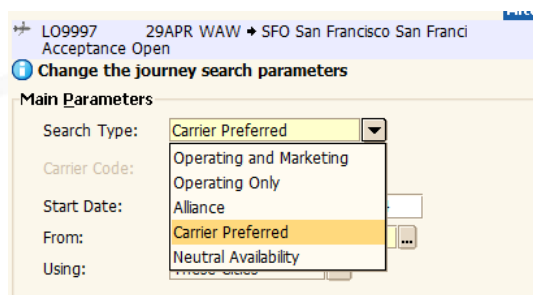 LO9997 29APR WAW → SFO San Francisco San Franci
Acceptance Open
Change the journey search parameters
Main Parameters
Search Type: Carrier Preferred
Operating and Marketing
Carrier Code:
Operating Only
Start Date: Alliance
From: Carrier Preferred ...
Using: Neutral Availability